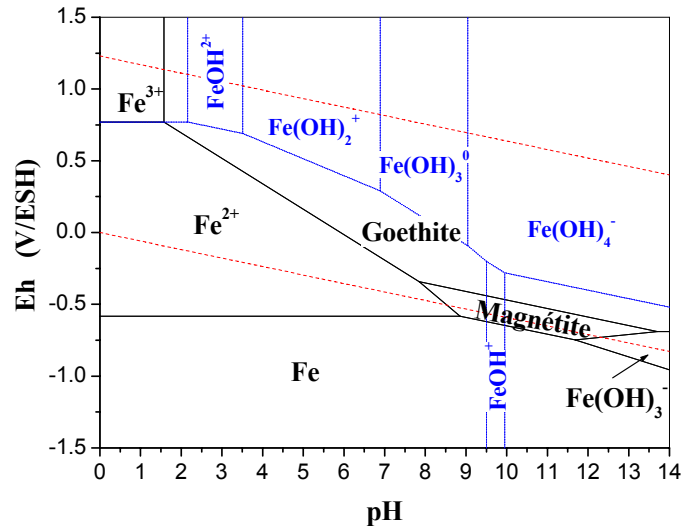 1.5
1.0
0.5
0.0
-0.5
-1.0
-1.5
Eh (V/ESH)
Fe3+
FeOH2+
Fe(OH)2+
Fe(OH)30
Fe2+
Goethite
Fe(OH)4-
Magnétite
Fe
FeOH+
Fe(OH)3-
0 1 2 3 4 5 6 7 8 9 10 11 12 13 14
pH